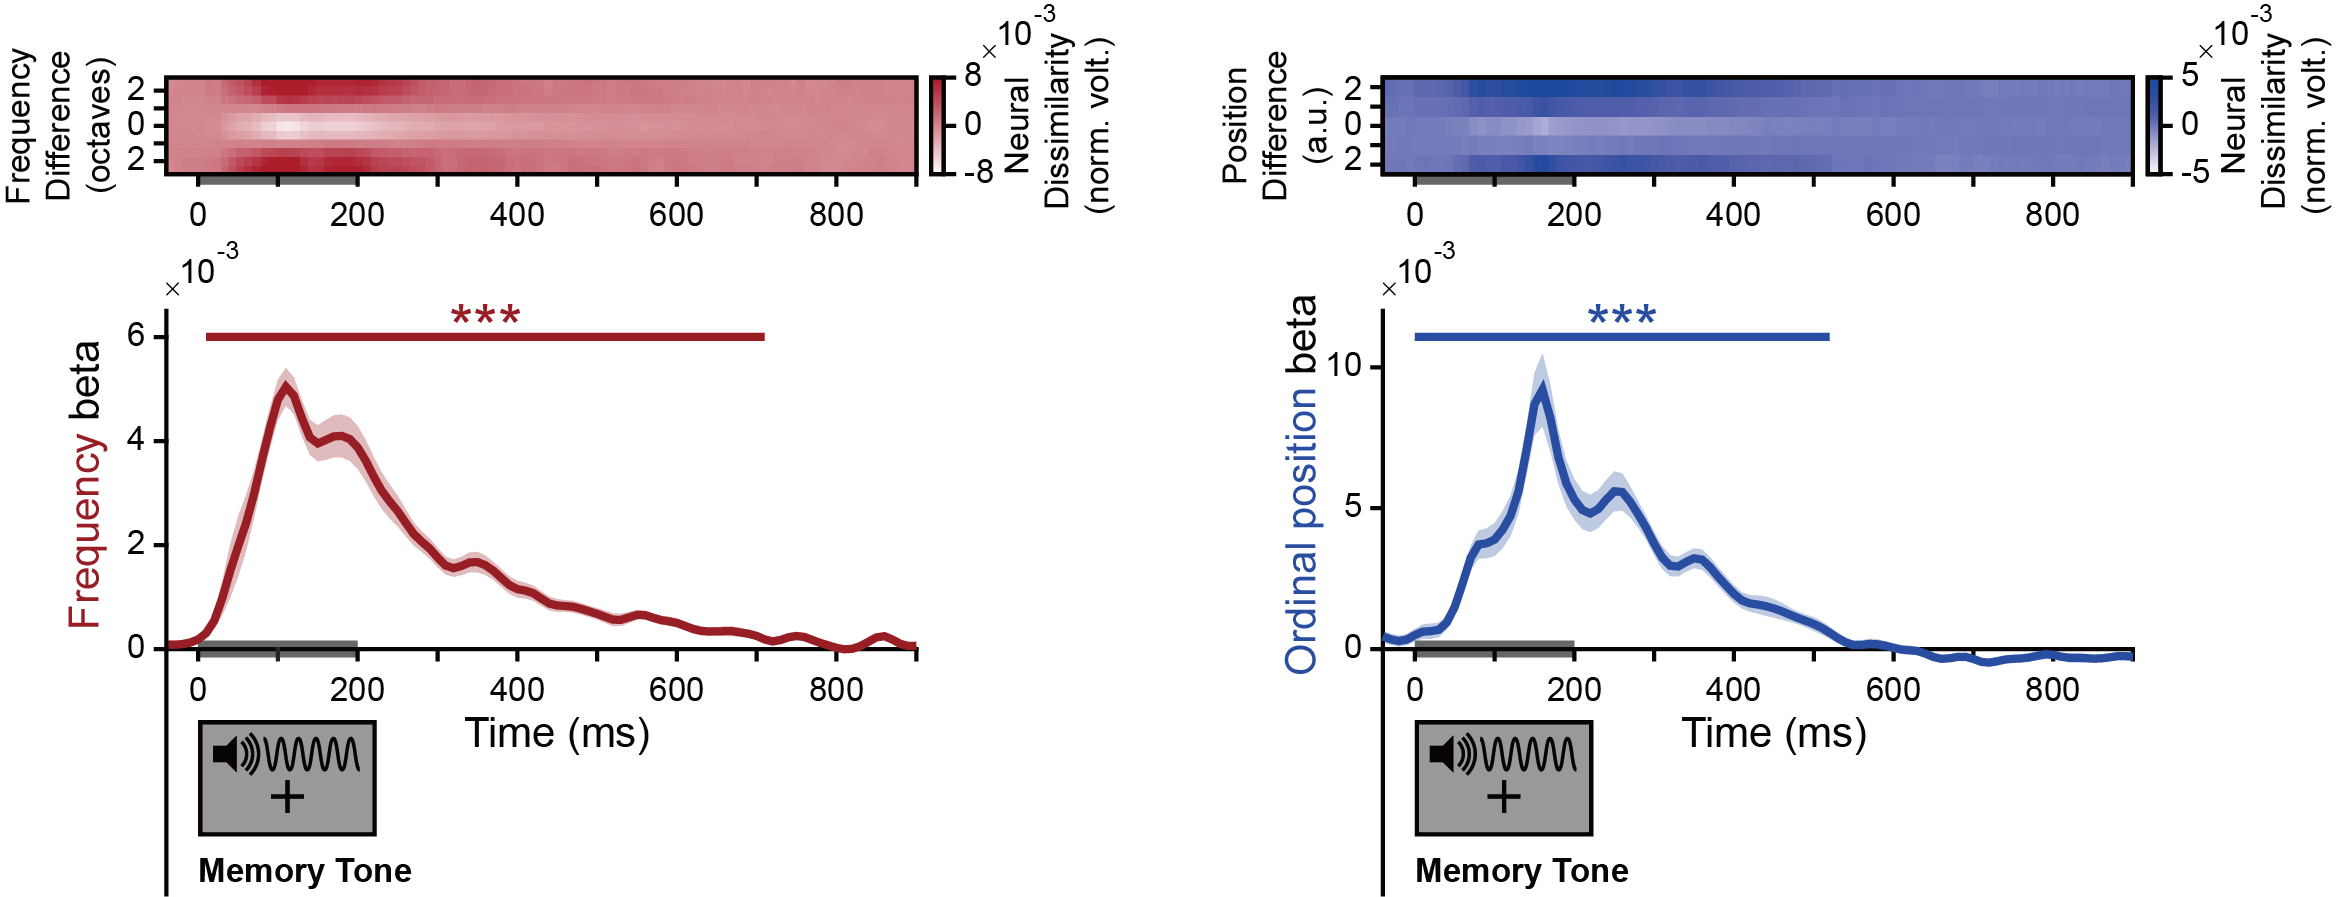 Frequency
Difference
(octaves)
2
0
2
0 200 400 600 800
×10-3
8
0
-8
Neural
Dissimilarity
(norm. volt.)
×10-3
Frequency beta
6
4
2
0
***
0 200 400 600 800
Time (ms)
Memory Tone
Position
Difference
(a.u.)
2
0
2
0 200 400 600 800
×10-3
5
0
-5
Neural
Dissimilarity
(norm. volt.)
×10-3
Ordinal position beta
10
5
0
***
0 200 400 600 800
Time (ms)
Memory Tone